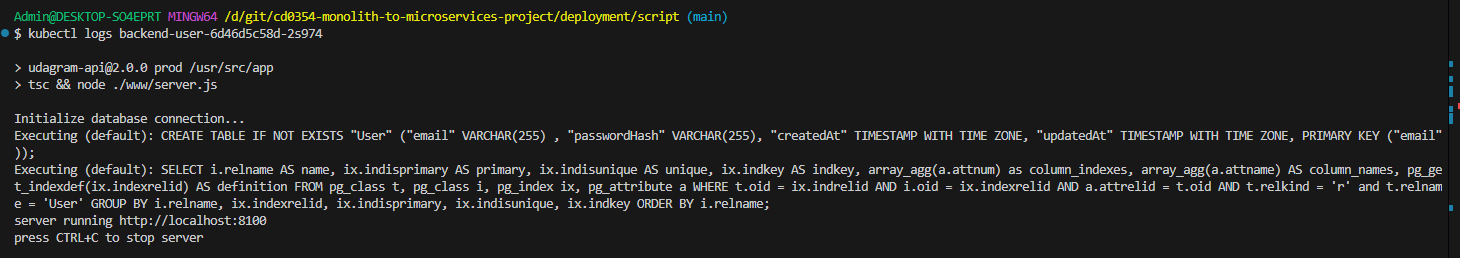 Admin@DESKTOP-SO4EPRT MINGW64 /d/git/cd0354-monolith-to-microservices-project/deployment/script (main)
$ kubectl logs backend-user-6d46d5c58d-2s974
> udagram-api@2.0.0 prod /usr/src/app
> tsc && node ./www/server.js
Initialize database connection...
Executing (default): CREATE TABLE IF NOT EXISTS "User" ("email" VARCHAR(255) , "passwordHash" VARCHAR(255), "createdAt" TIMESTAMP WITH TIME ZONE, "updatedAt" TIMESTAMP WITH TIME ZONE, PRIMARY KEY ("email"
));
Executing (default): SELECT i.relname AS name, ix.indisprimary AS primary, ix.indisunique AS unique, ix.indkey AS indkey, array_agg(a.attnum) as column_indexes, array_agg(a.attname) AS column_names, pg_ge
t_indexdef(ix.indexrelid) AS definition FROM pg_class t, pg_class i, pg_index ix, pg_attribute a WHERE t.oid = ix.indrelid AND i.oid = ix.indexrelid AND a.attrelid = t.oid AND t.relkind = 'r' and t.relnam
e = 'User' GROUP BY i.relname, ix.indexrelid, ix.indisprimary, ix.indisunique, ix.indkey ORDER BY i.relname;
server running http://localhost:8100
press CTRL+C to stop server